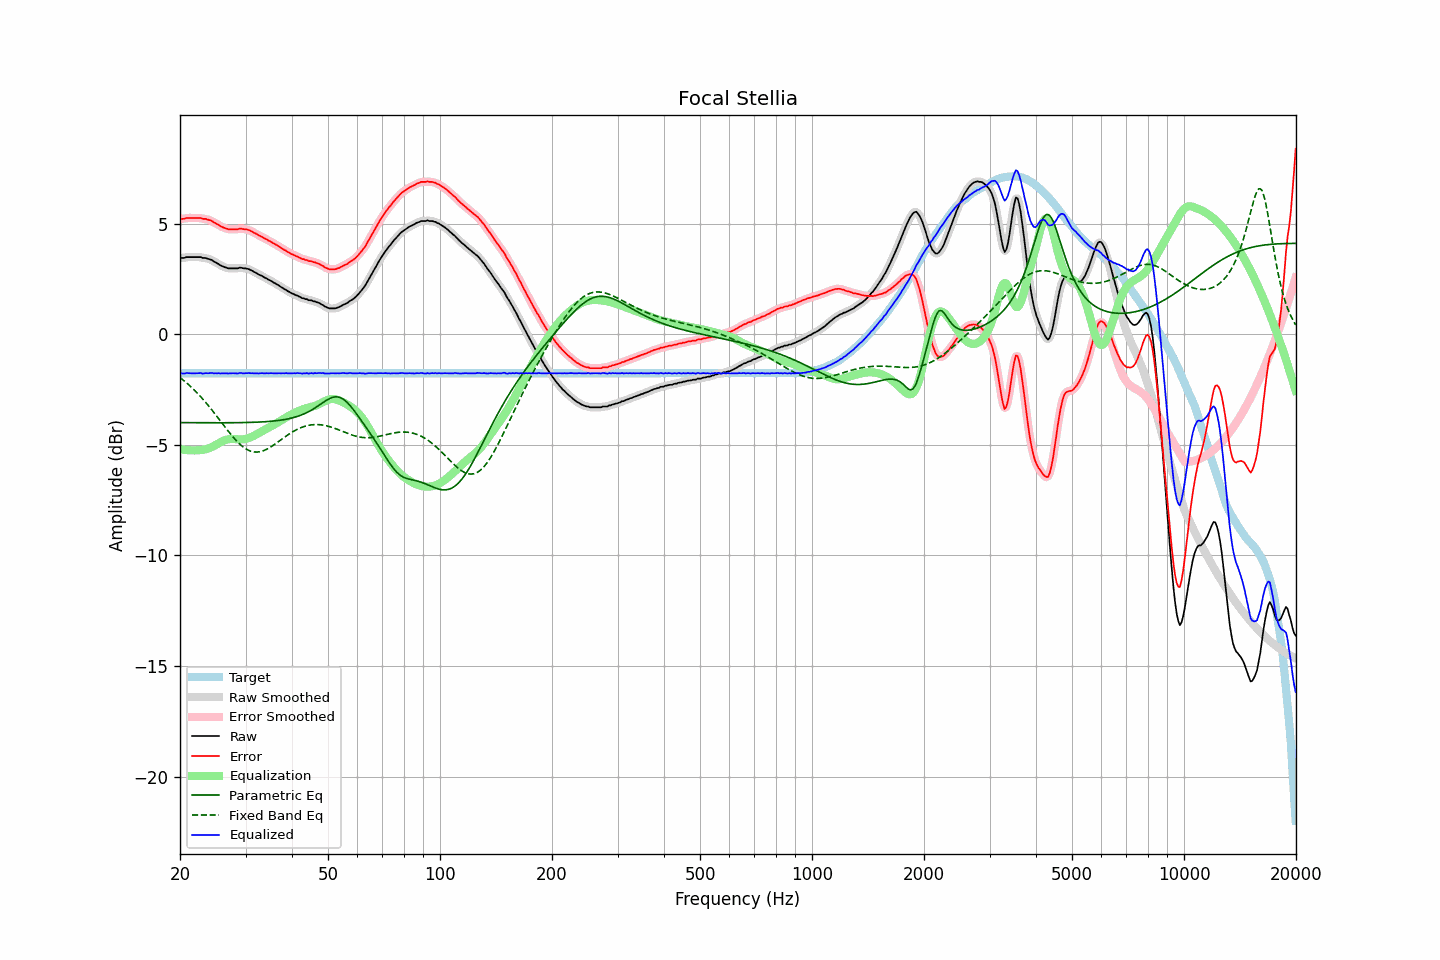 Focal Stellia
Amplitude (dBr)
5
0
−5
−10
−15
−20
Target
Raw Smoothed
Error Smoothed
Raw
Error
Equalization
Parametric Eq
Fixed Band Eq
Equalized
20 50 100 200 500 1000 2000 5000 10000 20000
Frequency (Hz)